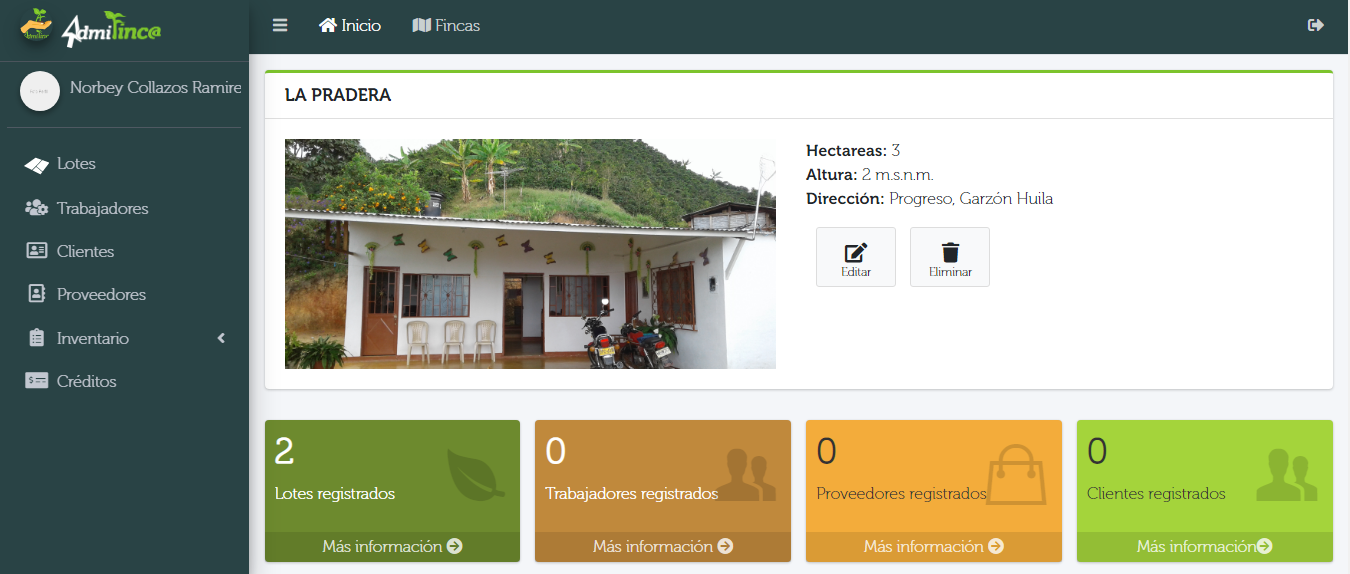 AdmiFinc@
Inicio
Fincas
Norbey Collazos Ramire
Lotes
Trabajadores
Clientes
Proveedores
Inventario
Créditos
LA PRADERA
Hectareas: 3
Altura: 2 m.s.n.m.
Dirección: Progreso, Garzón Huila
Editar
Eliminar
2
Lotes registrados
Más información
0
Trabajadores registrados
Más información
0
Proveedores registrados
Más información
0
Clientes registrados
Más información